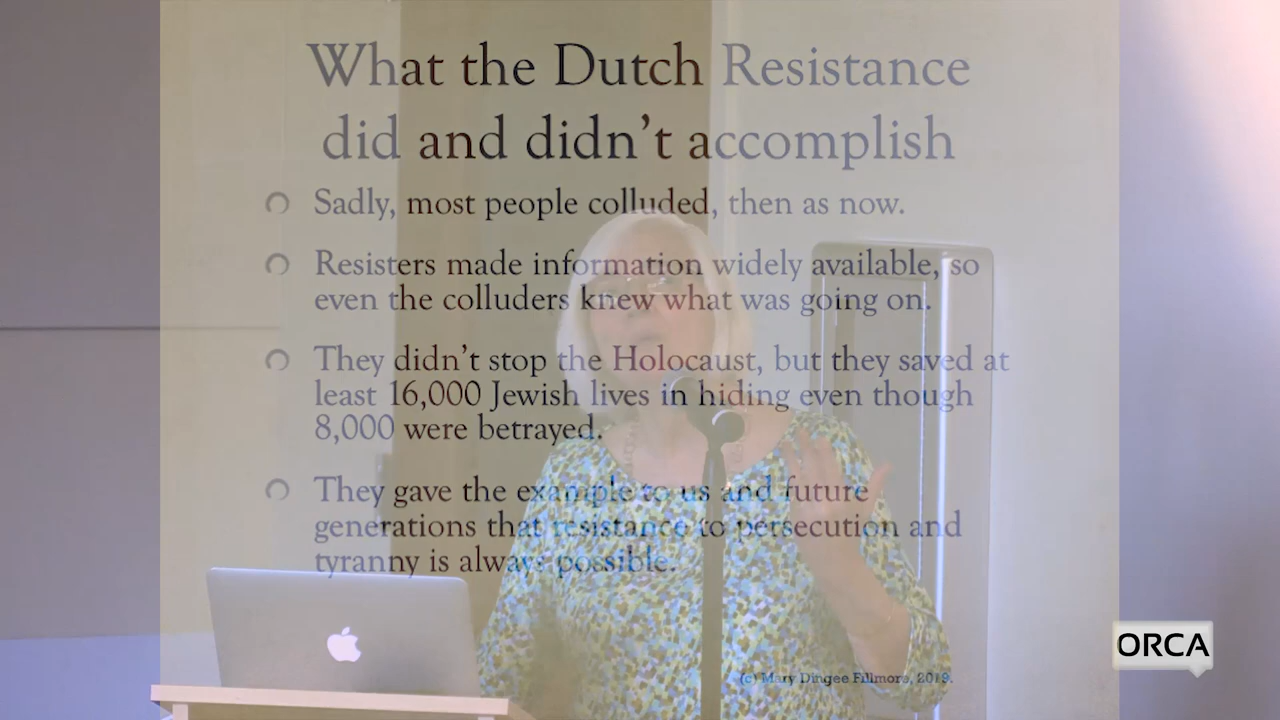 What the Dutch Resistance
did and didn't accomplish
Sadly, most people colluded, then as now.
Resisters made information widely available, so
even the colluders knew what was going on.
They didn't stop the Holocaust, but they saved at
least 16,000 Jewish lives in hiding even though
8,000 were betrayed.
They gave the example to us and future
generations that resistance to persecution and
tyranny is always possible.
(c) Mary Dingee Fillmore, 2019.
ORCA